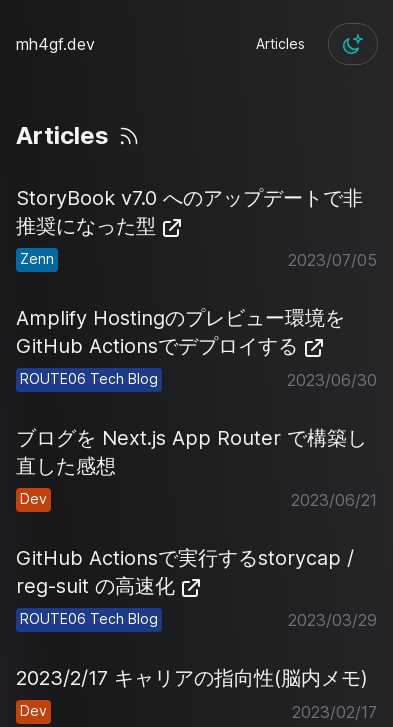 mh4gf.dev
Articles
Articles
StoryBook v7.0 へのアップデートで非
推奨になった型
Zenn
2023/07/05
Amplify Hostingのプレビュー環境を
GitHub Actionsでデプロイする
ROUTE06 Tech Blog
2023/06/30
ブログを Next.js App Router で構築し
直した感想
Dev
2023/06/21
GitHub Actionsで実行するstorycap /
reg-suit の高速化
ROUTE06 Tech Blog
2023/03/29
2023/2/17 キャリアの指向性(脳内メモ)
Dev
2023/02/17